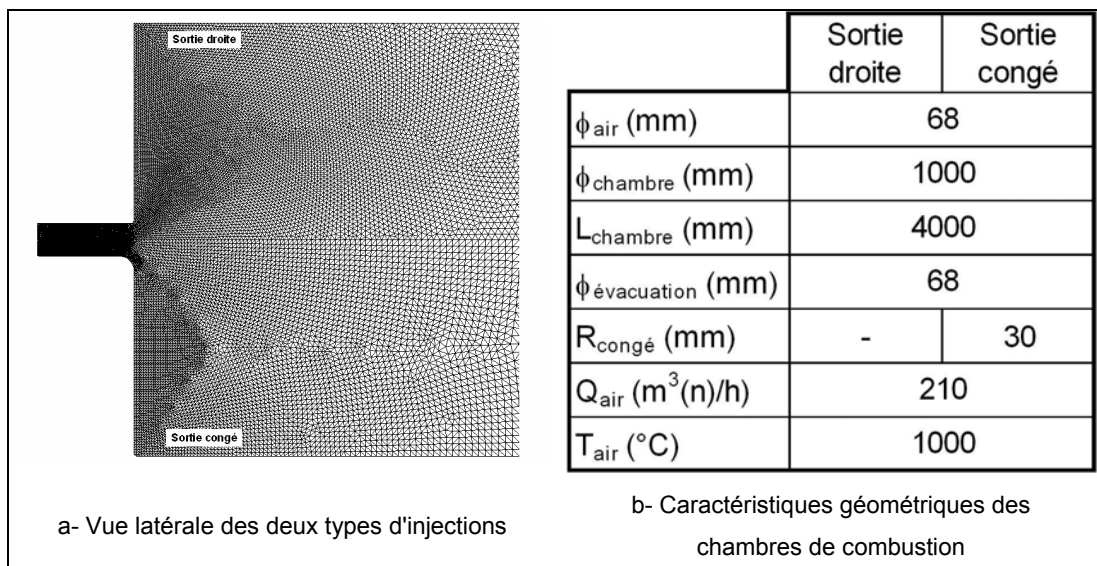 Sortie droite
Sortie congé
a- Vue latérale des deux types d'injections
Sortie droite	Sortie congé
ϕair (mm)	68
ϕchambre (mm)	1000
Lchambre (mm)	4000
ϕévacuation (mm)	68
Rcongé (mm)	-	30
Qair (m³(n)/h)	210
Tair (°C)	1000
b- Caractéristiques géométriques des
chambres de combustion